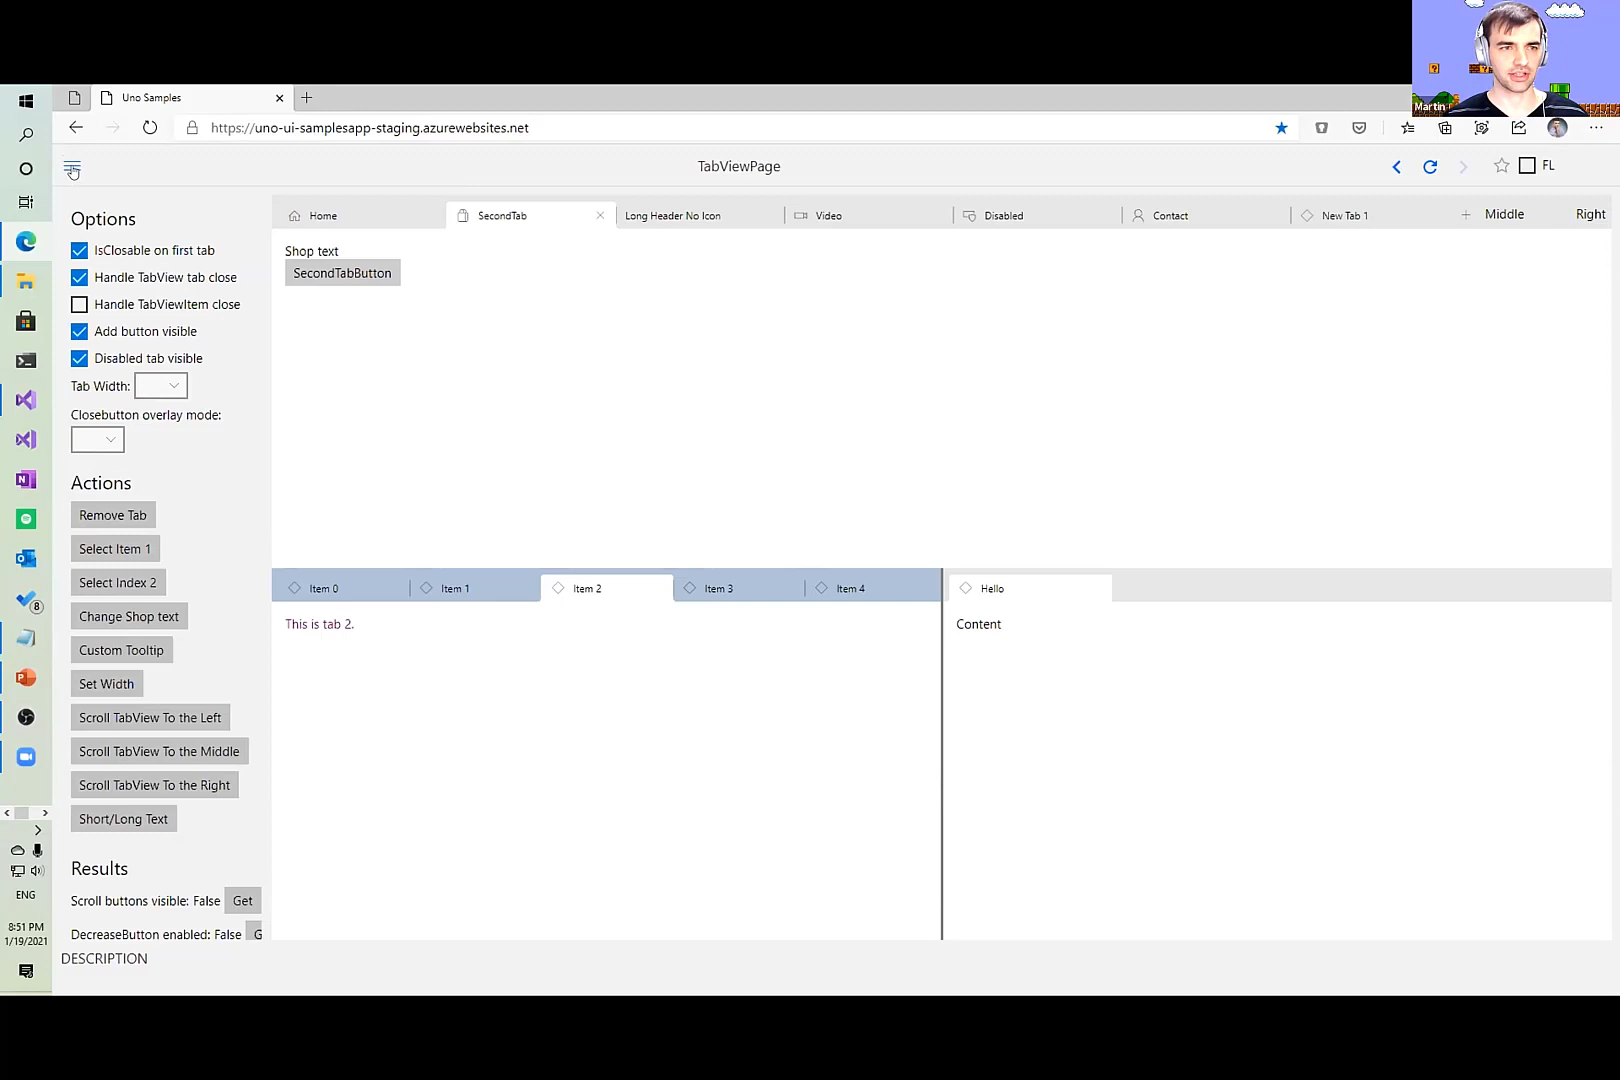 Martin
Uno Samples
https://uno-ui-samplesapp-staging.azurewebsites.net
TabViewPage
FL
Options
IsClosable on first tab
Handle TabView tab close
Handle TabViewItem close
Add button visible
Disabled tab visible
Tab Width:
Closebutton overlay mode:
Actions
Remove Tab
Select Item 1
Select Index 2
Change Shop text
Custom Tooltip
Set Width
Scroll TabView To the Left
Scroll TabView To the Middle
Scroll TabView To the Right
Short/Long Text
Results
Scroll buttons visible: False Get
DecreaseButton enabled: False G
DESCRIPTION
Home SecondTab Long Header No Icon Video Disabled Contact New Tab 1 Middle Right
Shop text
SecondTabButton
Item 0 Item 1 Item 2 Item 3 Item 4
This is tab 2.
Hello
Content
8
ENG
8:51 PM
1/19/2021